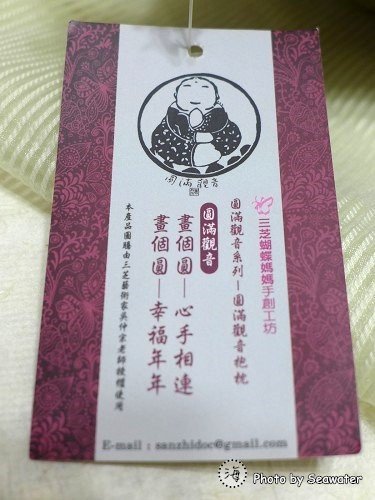 圓滿觀音
三芝蝴蝶媽媽手創工坊
圓滿觀音系列－圓滿觀音抱枕
圓滿觀音
畫個圓－心手相連
畫個圓－幸福年年
本產品圖騰由三芝藝術家吳仲宗老師授權使用
E-mail : sanzhidoc@gmail.com
海 Photo by Seawater